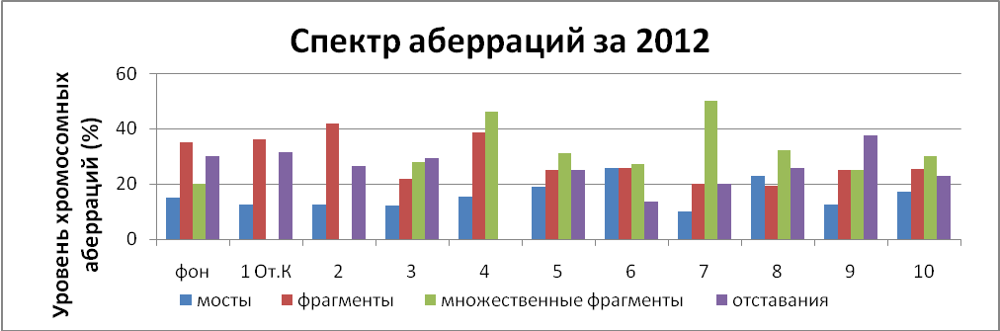 Спектр аберраций за 2012
Уровень хромосомных
аберраций (%)
60
40
20
0
фон 1 От.К 2 3 4 5 6 7 8 9 10
мосты фрагменты множественные фрагменты отставания